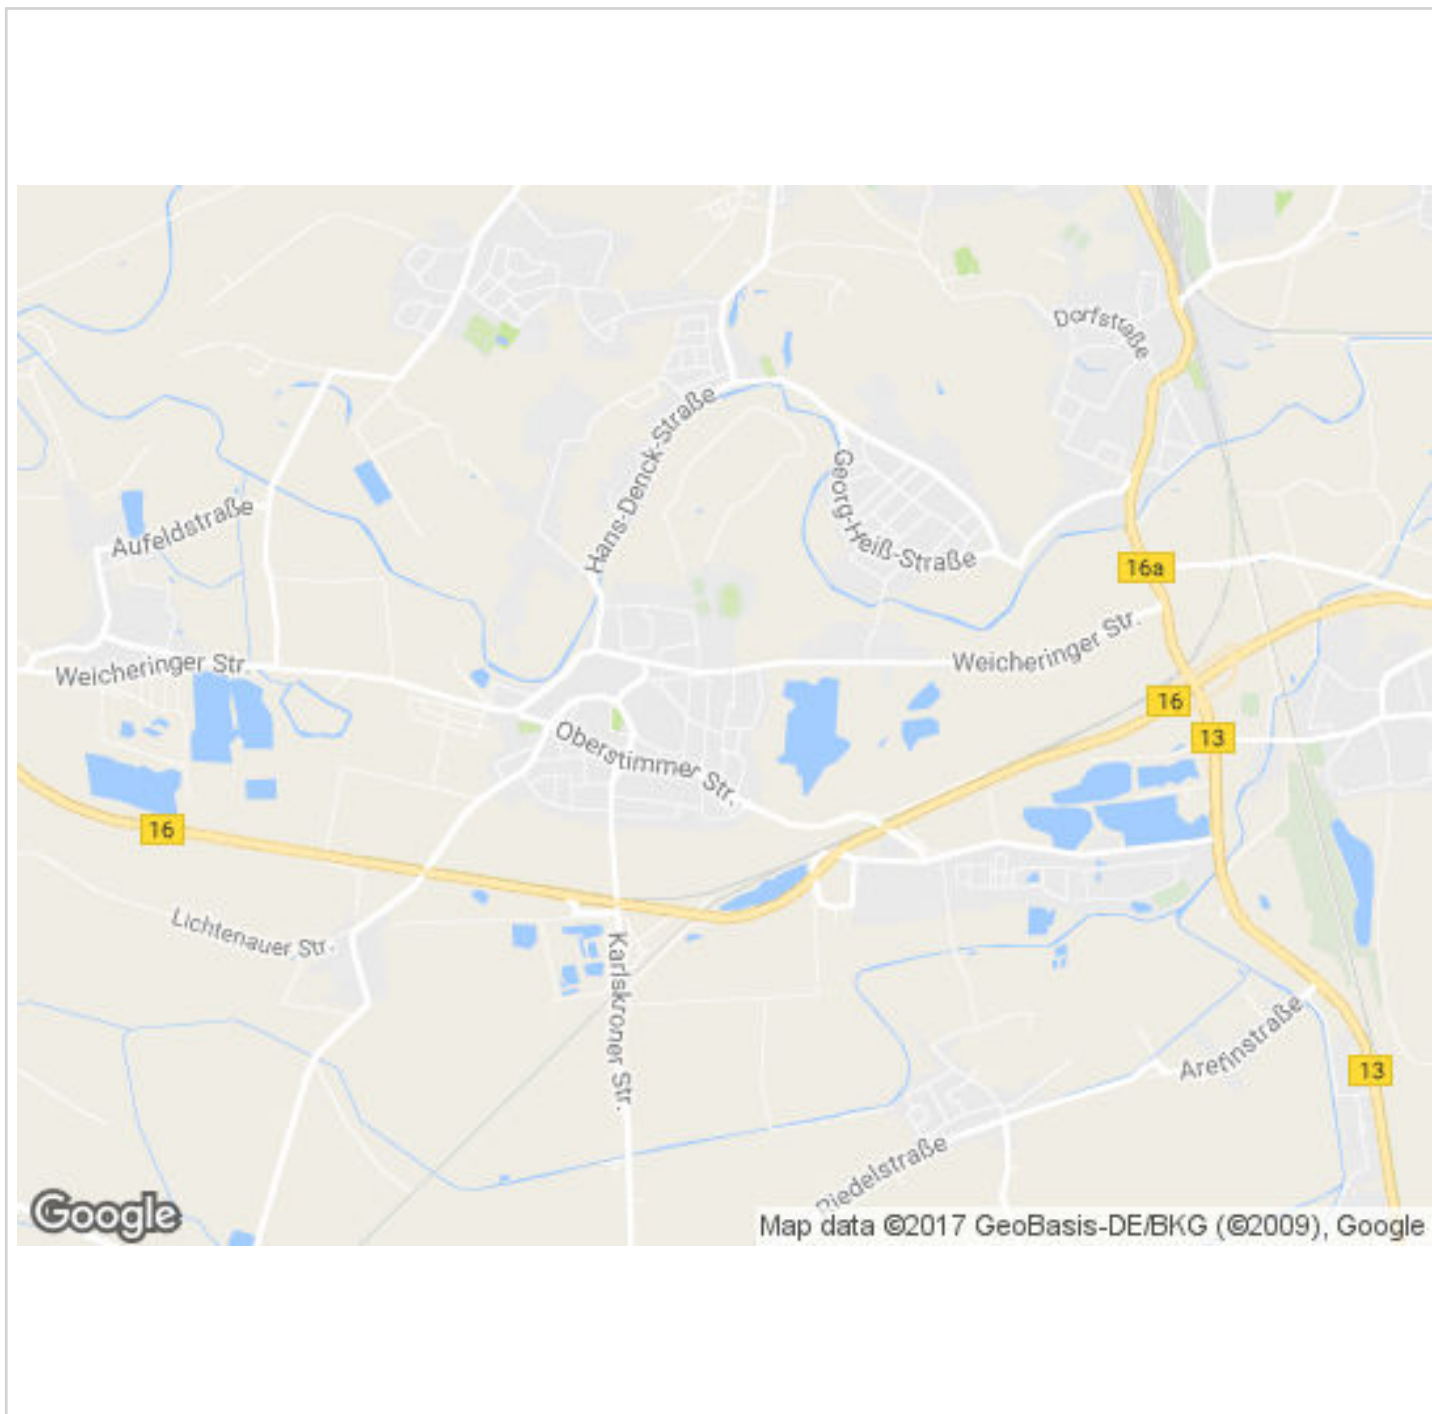 Dorfstraße
Hans-Denck-Straße
Georg-Heiß-Straße
Aufeldstraße
16a
Weicheringer Str.
Weicheringer Str.
16
13
Oberstimmer Str.
16
Lichtenauer Str.
Karlskroner Str.
Aretinstraße
13
Riedelstraße
Google
Map data ©2017 GeoBasis-DE/BKG (©2009), Google